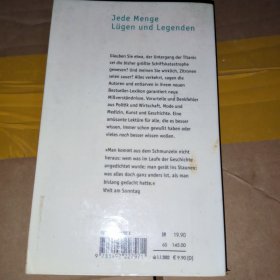 Jede Menge
Lügen und Legenden
Glauben Sie etwa, der Untergang der Titanic
sei die bisher größte Schiffskatastrophe
gewesen? Und meinen Sie wirklich, Zitronen
seien sauer? Alles verkehrt, sagen die
Autoren und entlarven in ihrem neuen
Bestseller-Lexikon garantiert neue
Mißverständnisse, Vorurteile und Denkfehler
aus Politik und Wirtschaft, Mode und
Medizin, Kunst und Geschichte. Eine
amüsante Lektüre für alle, die es besser
wissen, immer schon gewußt haben oder
vieles noch besser wissen wollen.
»Man kommt aus dem Schmunzeln nicht
heraus: wem was im Laufe der Geschichte
angedichtet wurde; man gert ins Staunen:
was alles doch ganz anders ist, als man
bislang gedacht hatte.«
Welt am Sonntag
19.90
öS 145.00
€ 9.90 [D]